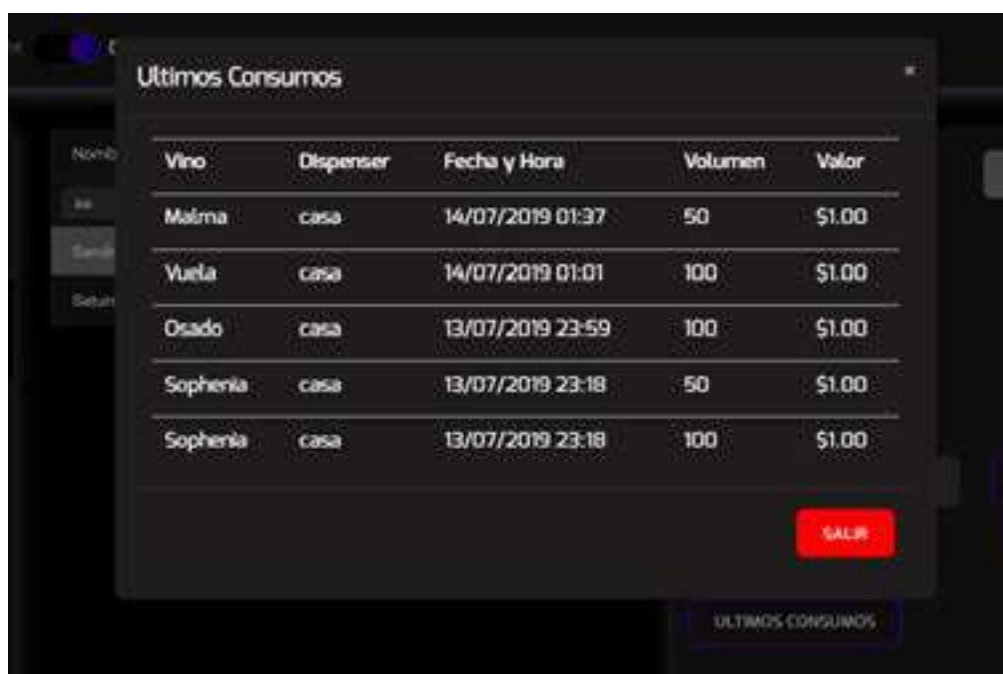 Ultimos Consumos
Vino Dispenser Fecha y Hora Volumen Valor
Malma casa 14/07/2019 01:37 50 $1.00
Vuela casa 14/07/2019 01:01 100 $1.00
Osado casa 13/07/2019 23:59 100 $1.00
Sophenia casa 13/07/2019 23:18 50 $1.00
Sophenia casa 13/07/2019 23:18 100 $1.00
SALIR
ULTIMOS CONSUMOS
Nomb